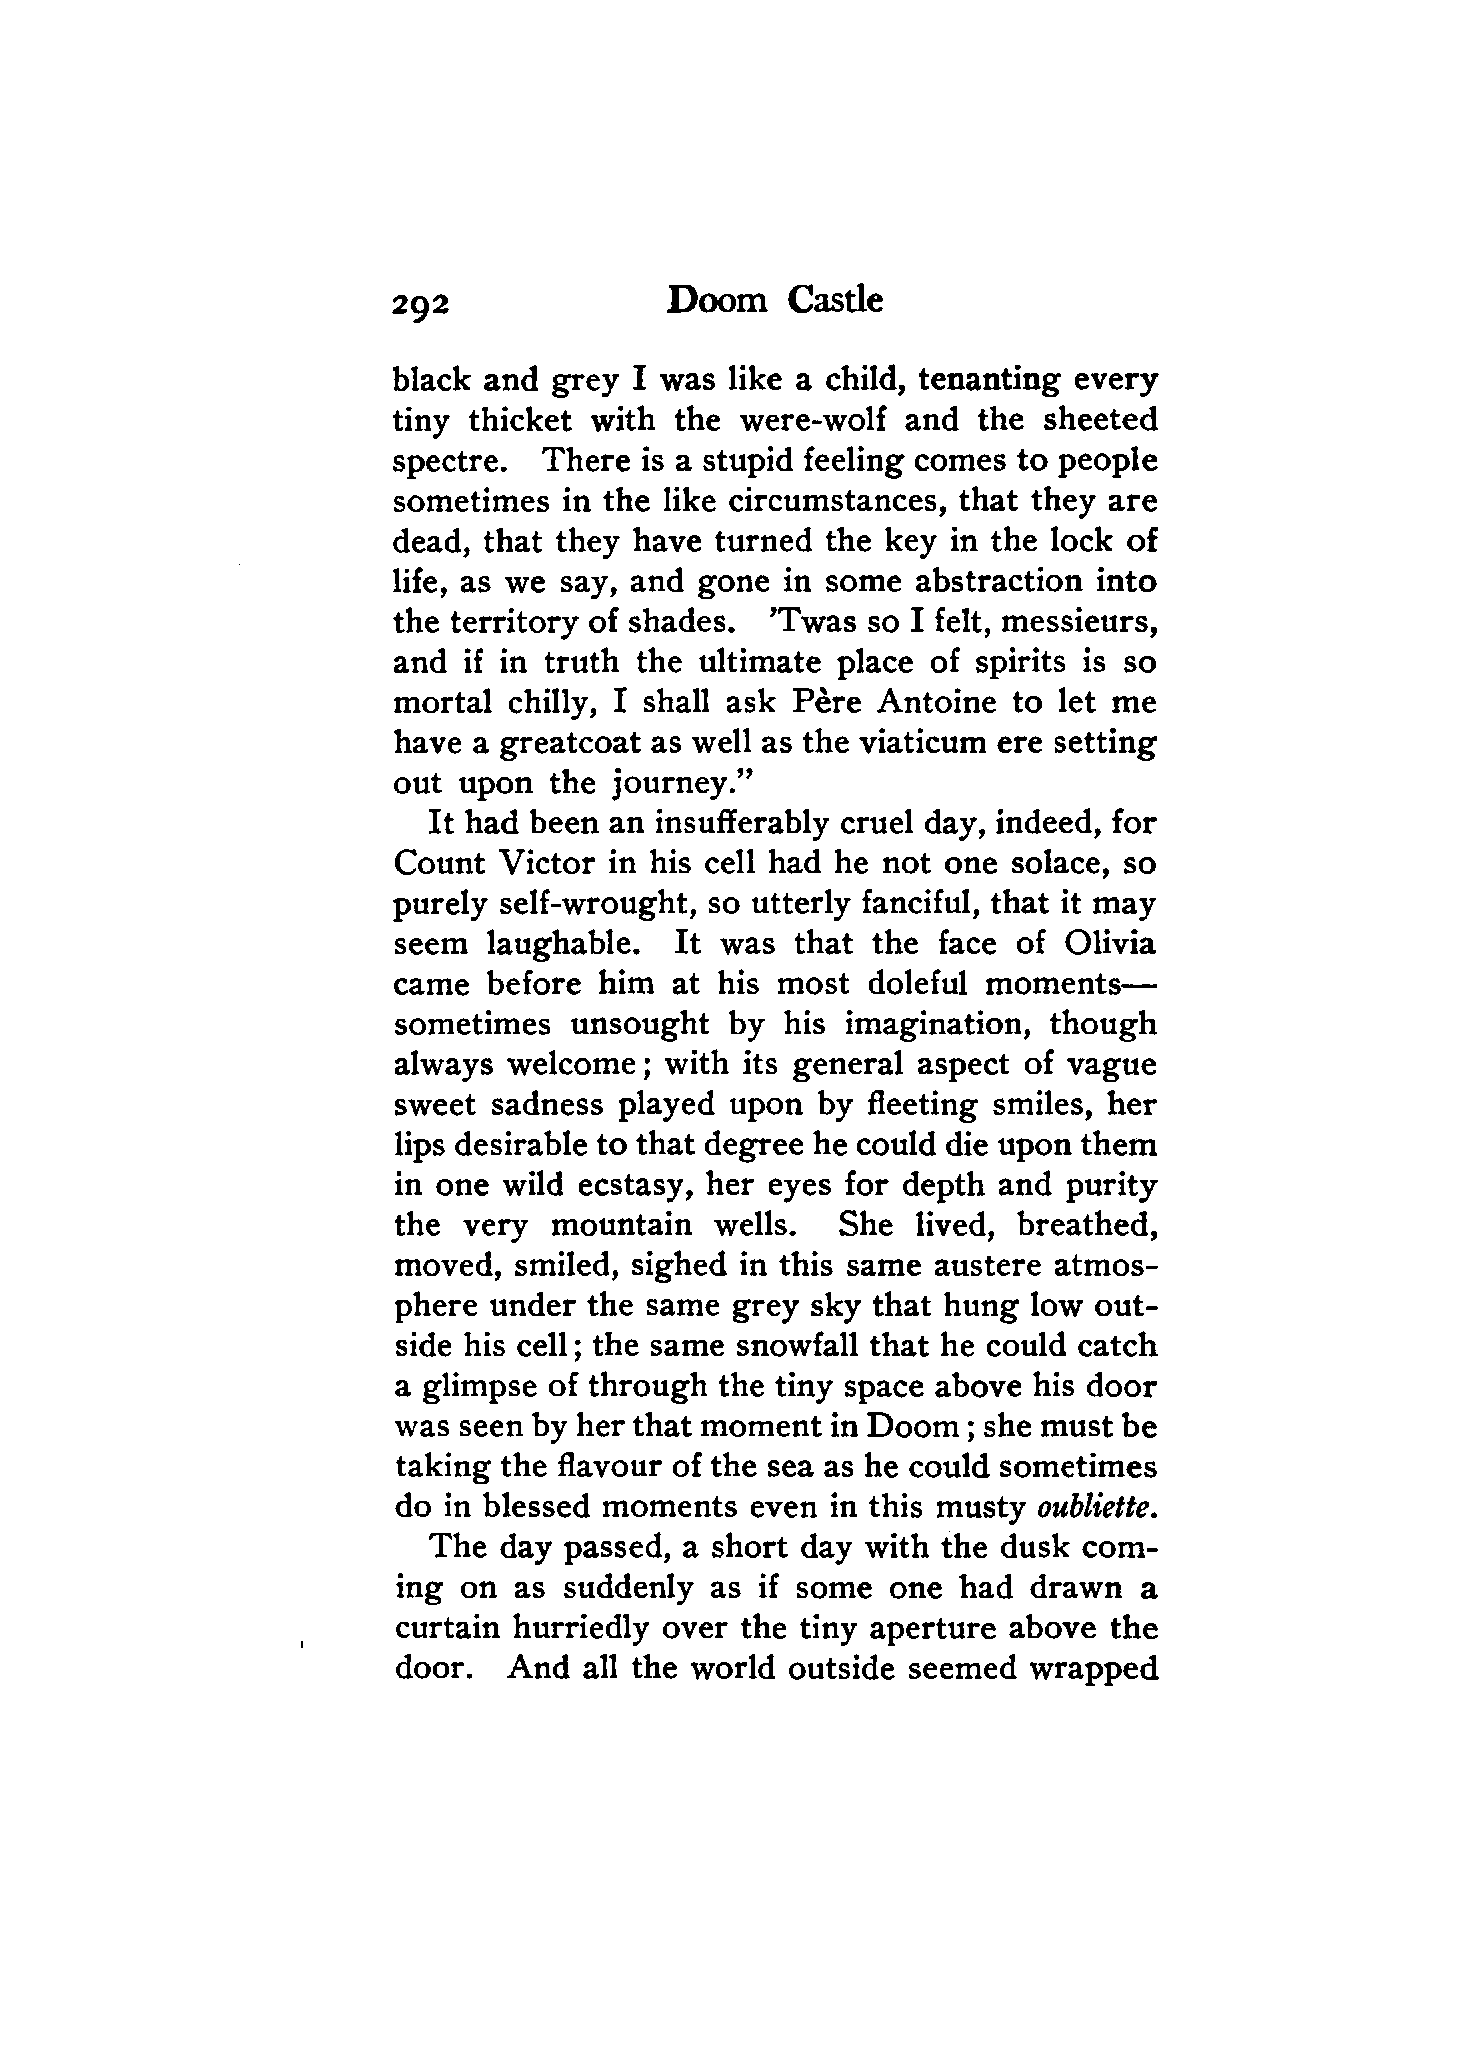 292 Doom Castle
black and grey I was like a child, tenanting every
tiny thicket with the were-wolf and the sheeted
spectre. There is a stupid feeling comes to people
sometimes in the like circumstances, that they are
dead, that they have turned the key in the lock of
life, as we say, and gone in some abstraction into
the territory of shades. 'Twas so I felt, messieurs,
and if in truth the ultimate place of spirits is so
mortal chilly, I shall ask Père Antoine to let me
have a greatcoat as well as the viaticum ere setting
out upon the journey."
It had been an insufferably cruel day, indeed, for
Count Victor in his cell had he not one solace, so
purely self-wrought, so utterly fanciful, that it may
seem laughable. It was that the face of Olivia
came before him at his most doleful moments—
sometimes unsought by his imagination, though
always welcome; with its general aspect of vague
sweet sadness played upon by fleeting smiles, her
lips desirable to that degree he could die upon them
in one wild ecstasy, her eyes for depth and purity
the very mountain wells. She lived, breathed,
moved, smiled, sighed in this same austere atmos-
phere under the same grey sky that hung low out-
side his cell; the same snowfall that he could catch
a glimpse of through the tiny space above his door
was seen by her that moment in Doom; she must be
taking the flavour of the sea as he could sometimes
do in blessed moments even in this musty oubliette.
The day passed, a short day with the dusk com-
ing on as suddenly as if some one had drawn a
curtain hurriedly over the tiny aperture above the
door. And all the world outside seemed wrapped